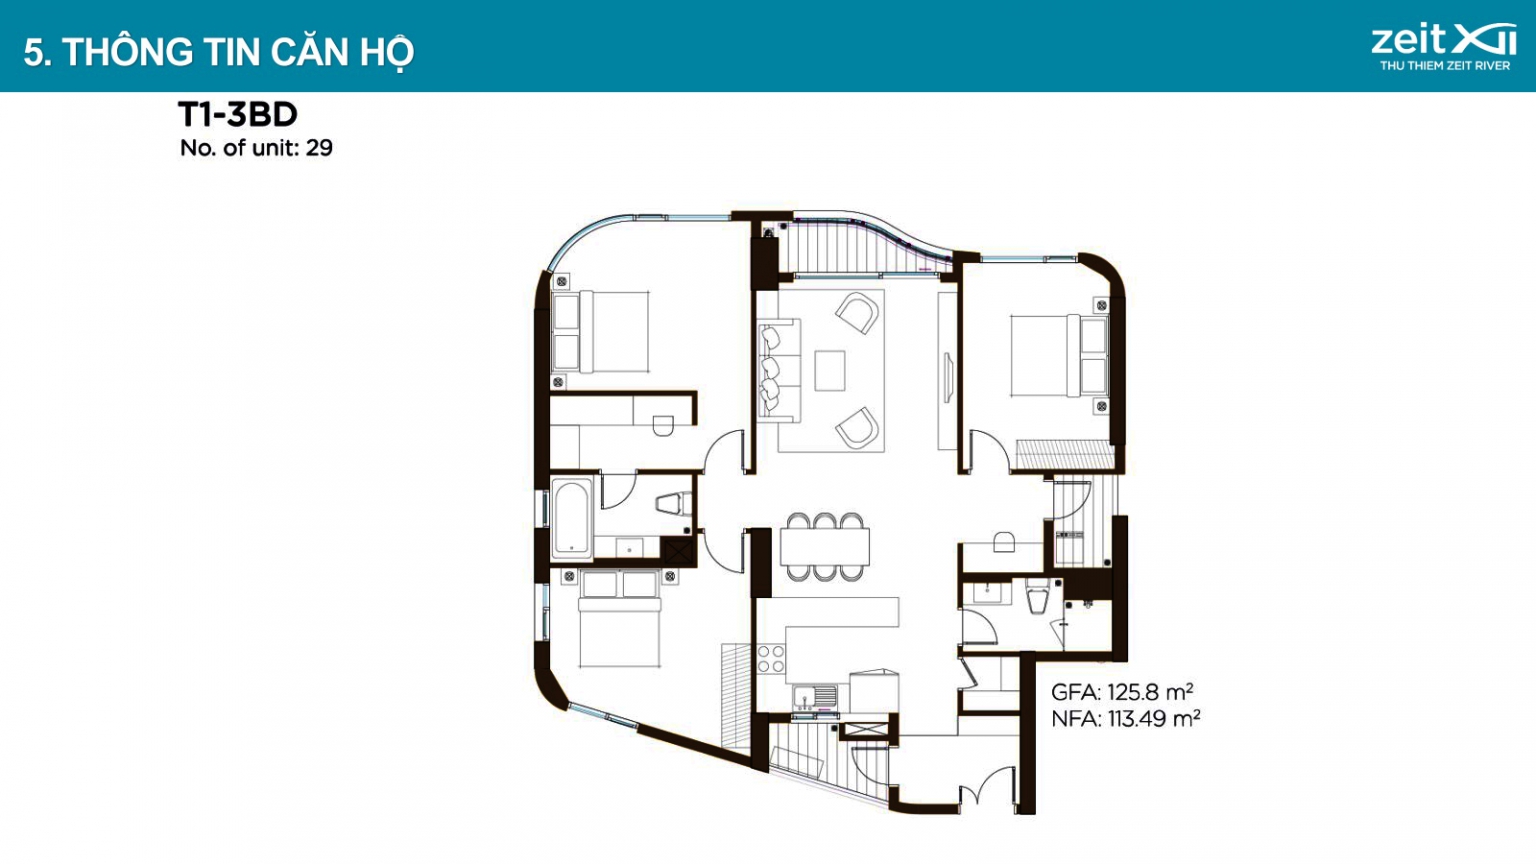 5. THÔNG TIN CĂN HỘ
zeit XII
THU THIEM ZEIT RIVER
T1-3BD
No. of unit: 29
GFA: 125.8 m²
NFA: 113.49 m²